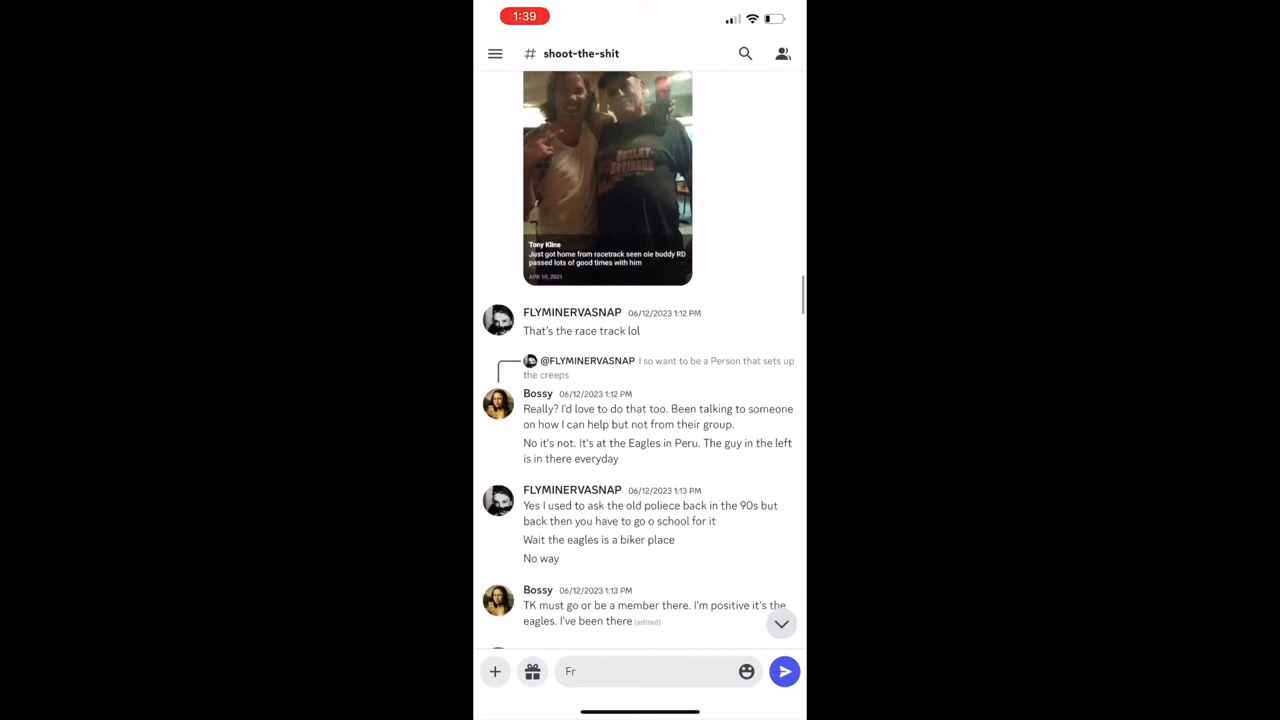 1:39
# shoot-the-shit
Tony Kline
Just got home from racetrack seen ole buddy RD
passed lots of good times with him
APR 10, 2021
FLYMINERVASNAP 06/12/2023 1:12 PM
That's the race track lol
@FLYMINERVASNAP I so want to be a Person that sets up
the creeps
Bossy 06/12/2023 1:12 PM
Really? I'd love to do that too. Been talking to someone
on how I can help but not from their group.
No it's not. It's at the Eagles in Peru. The guy in the left
is in there everyday
FLYMINERVASNAP 06/12/2023 1:13 PM
Yes I used to ask the old poliece back in the 90s but
back then you have to go o school for it
Wait the eagles is a biker place
No way
Bossy 06/12/2023 1:13 PM
TK must go or be a member there. I'm positive it's the
eagles. I've been there (edited)
Fr